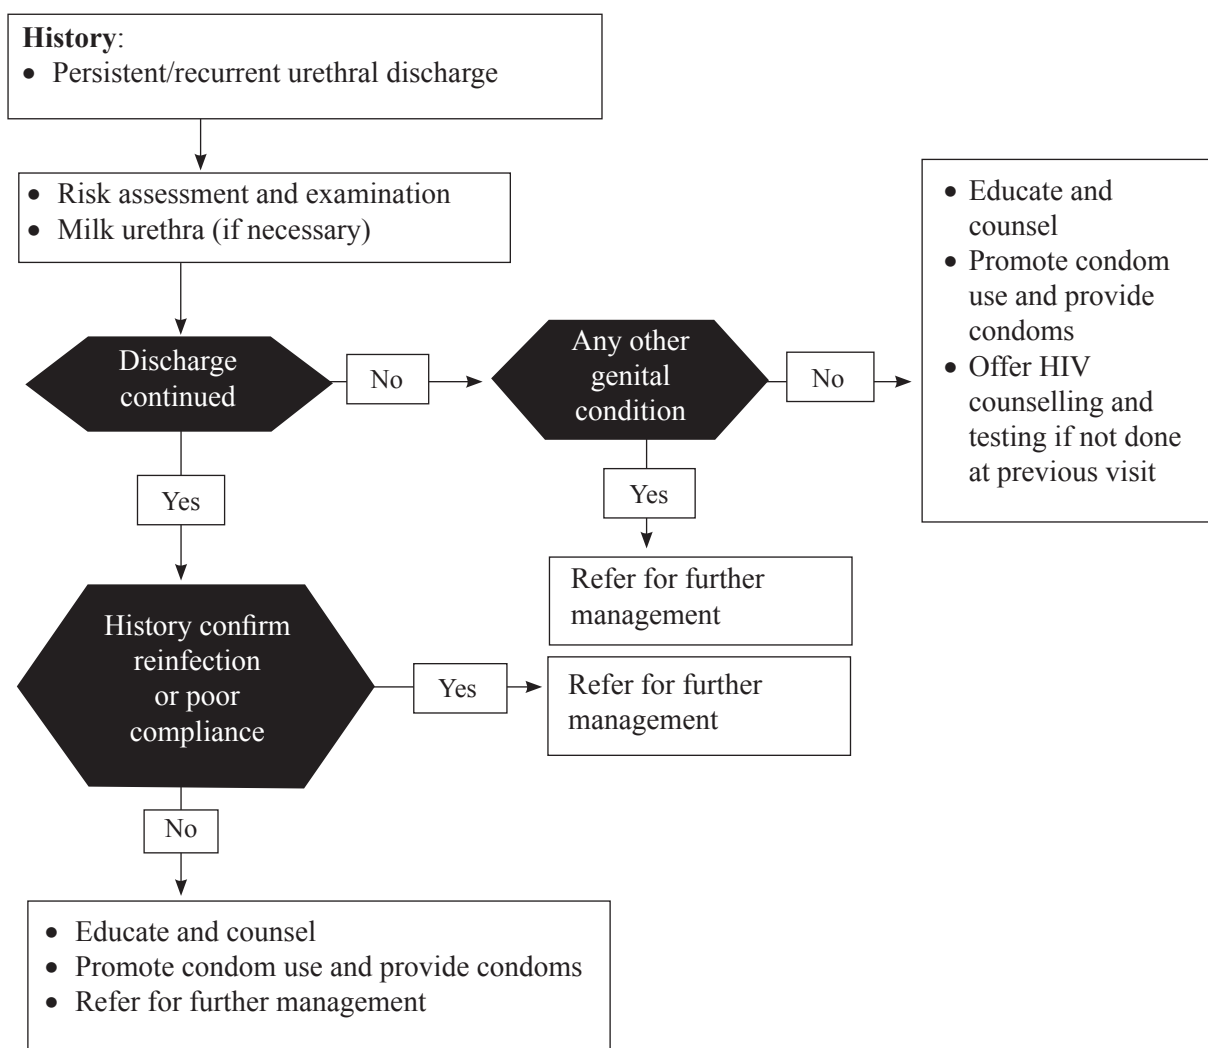 History:
• Persistent/recurrent urethral discharge
• Risk assessment and examination
• Milk urethra (if necessary)
Discharge
continued
No
Any other
genital
condition
No
• Educate and
counsel
• Promote condom
use and provide
condoms
• Offer HIV
counselling and
testing if not done
at previous visit
Yes
Yes
Refer for further
management
History confirm
reinfection
or poor
compliance
Yes
Refer for further
management
No
• Educate and counsel
• Promote condom use and provide condoms
• Refer for further management